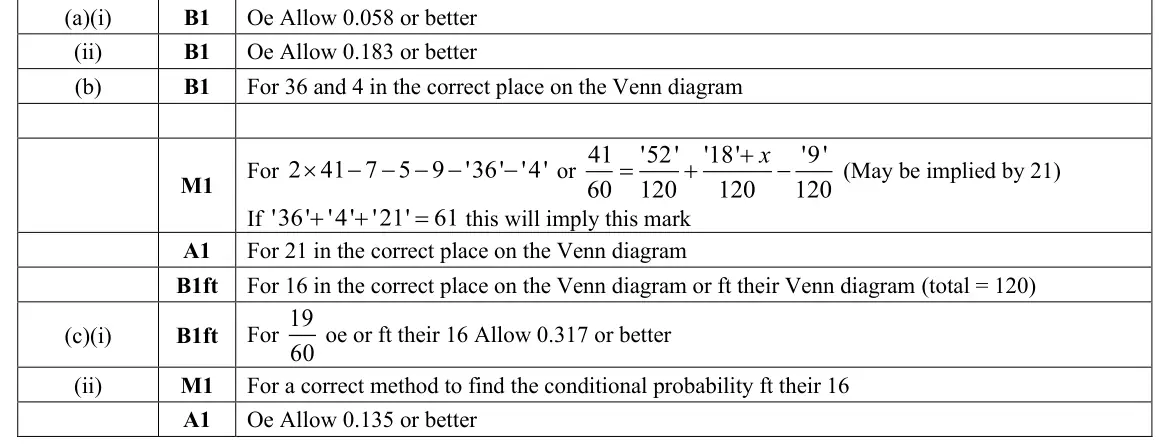 (a)(i) B1 Oe Allow 0.058 or better
(ii) B1 Oe Allow 0.183 or better
(b) B1 For 36 and 4 in the correct place on the Venn diagram
M1 For 2×41−7−5−9−'36'−'4' or 41/60 = '52'/120 + '18'+x/120 − '9'/120 (May be implied by 21)
If '36'+'4'+'21' = 61 this will imply this mark
A1 For 21 in the correct place on the Venn diagram
B1ft For 16 in the correct place on the Venn diagram or ft their Venn diagram (total = 120)
(c)(i) B1ft For 19/60 oe or ft their 16 Allow 0.317 or better
(ii) M1 For a correct method to find the conditional probability ft their 16
A1 Oe Allow 0.135 or better